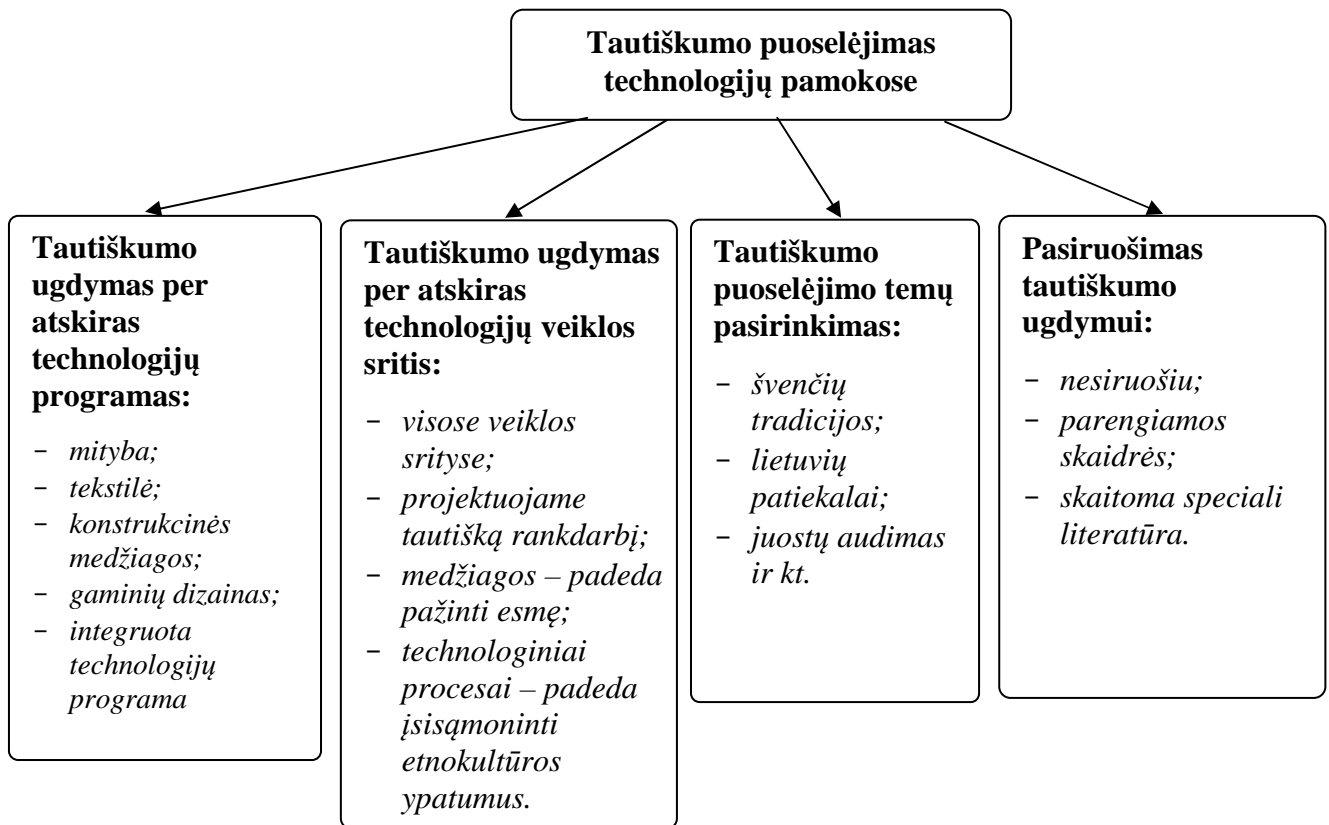 Tautiškumo puoselėjimas
technologijų pamokose
Tautiškumo
ugdymas per
atskiras
technologijų
programas:
- mityba;
- tekstilė;
- konstrukcinės
medžiagos;
- gaminių dizainas;
- integruota
technologijų
programa
Tautiškumo ugdymas
per atskiras
technologijų veiklos
sritis:
- visose veiklos
srityse;
- projektuojame
tautišką rankdarbį;
- medžiagos – padeda
pažinti esmę;
- technologiniai
procesai – padeda
įsisąmoninti
etnokultūros
ypatumus.
Tautiškumo
puoselėjimo temų
pasirinkimas:
- švenčių
tradicijos;
- lietuvių
patiekalai;
- juostų audimas
ir kt.
Pasiruošimas
tautiškumo
ugdymui:
- nesiruošiu;
- parengiamos
skaidrės;
- skaitoma speciali
literatūra.